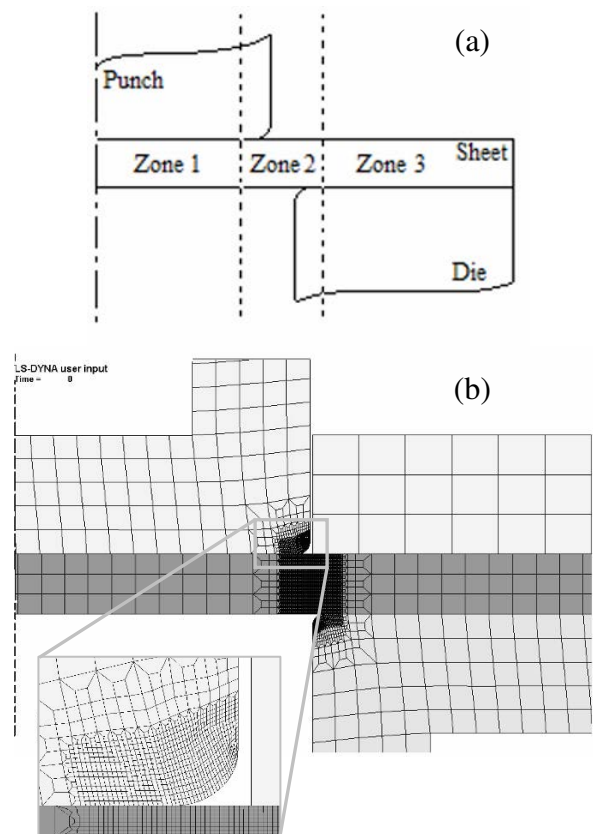 (a)
Punch
Zone 1 Zone 2 Zone 3 Sheet
Die
LS-DYNA user input
Time = 0
(b)